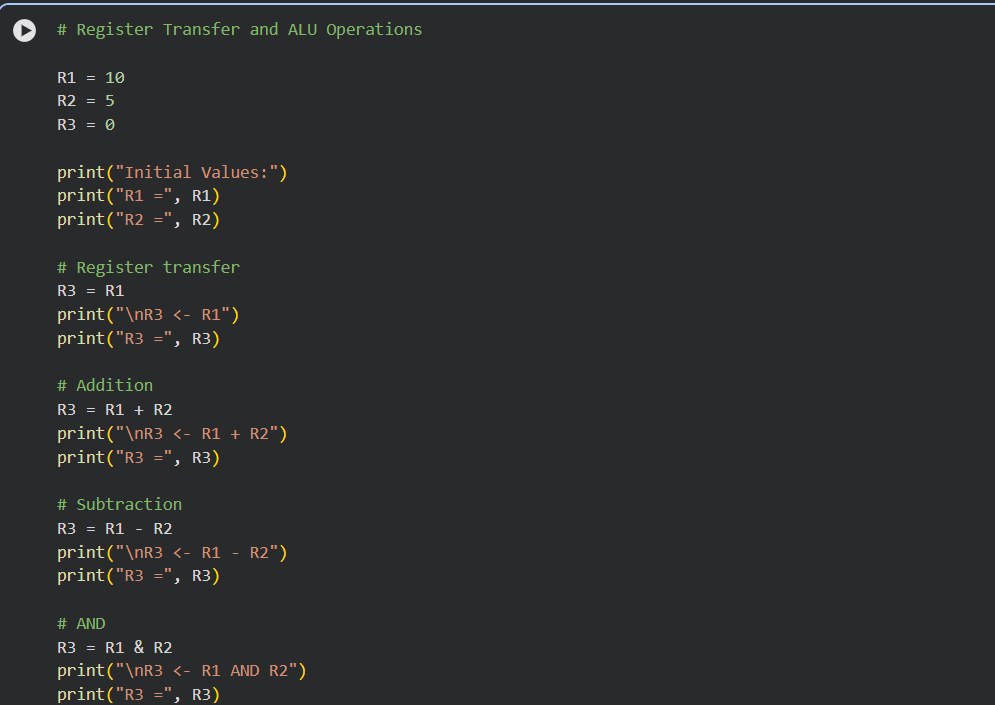 # Register Transfer and ALU Operations
R1 = 10
R2 = 5
R3 = 0
print("Initial Values:")
print("R1 =", R1)
print("R2 =", R2)
# Register transfer
R3 = R1
print("\nR3 <- R1")
print("R3 =", R3)
# Addition
R3 = R1 + R2
print("\nR3 <- R1 + R2")
print("R3 =", R3)
# Subtraction
R3 = R1 - R2
print("\nR3 <- R1 - R2")
print("R3 =", R3)
# AND
R3 = R1 & R2
print("\nR3 <- R1 AND R2")
print("R3 =", R3)